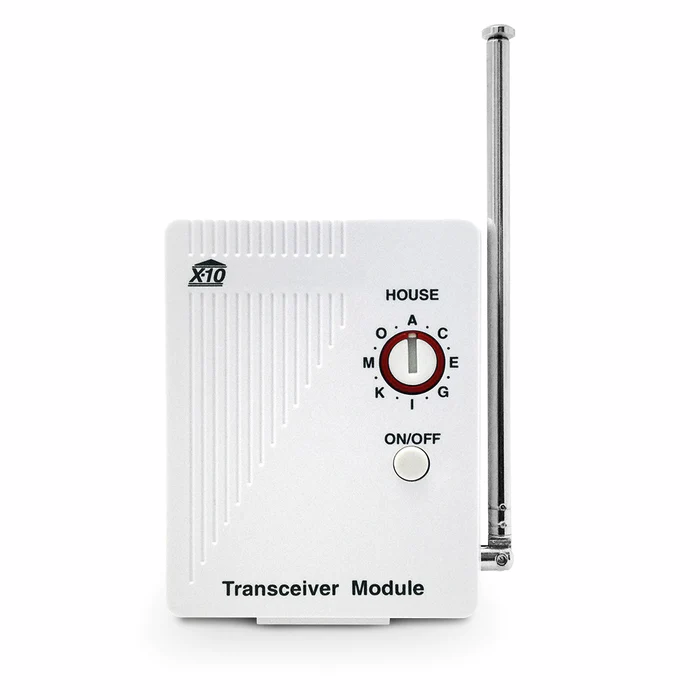 X-10
HOUSE
A
O C
M E
K G
I
ON/OFF
Transceiver Module